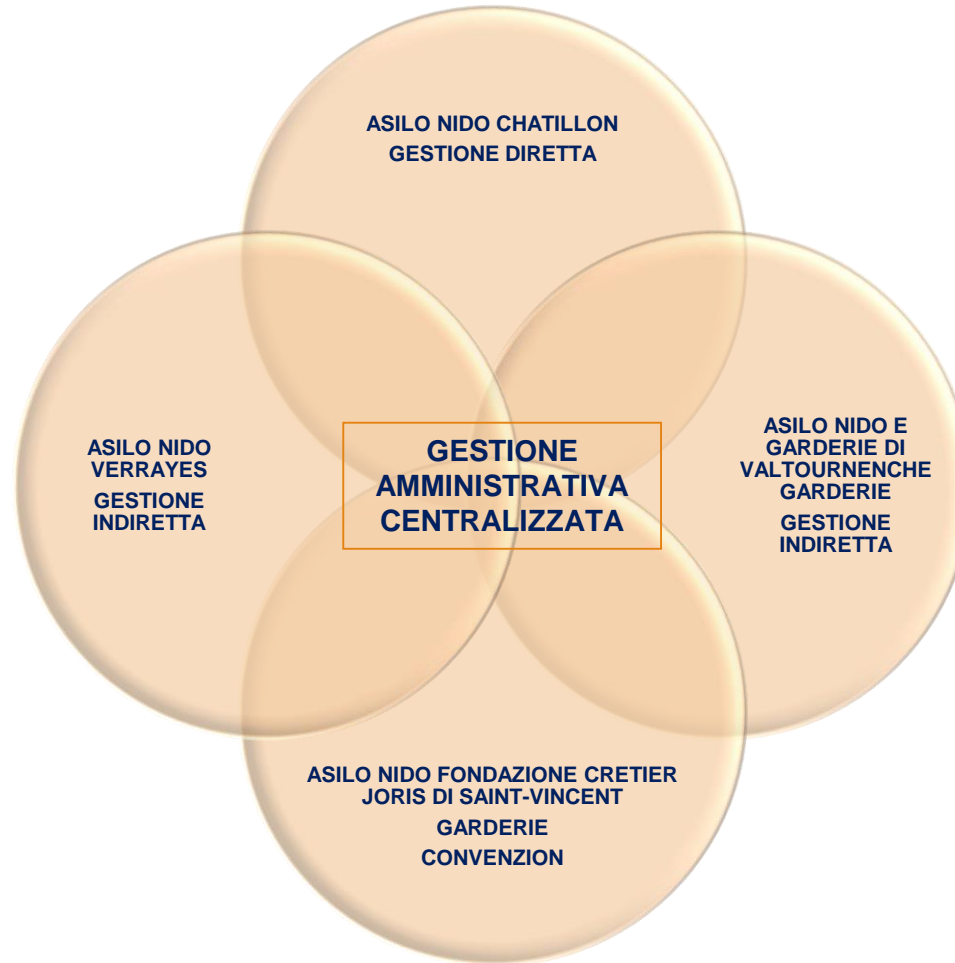 ASILO NIDO CHATILLON
GESTIONE DIRETTA
ASILO NIDO
VERRAYES
GESTIONE
INDIRETTA
GESTIONE
AMMINISTRATIVA
CENTRALIZZATA
ASILO NIDO E
GARDERIE DI
VALTOURNENCHE
GARDERIE
GESTIONE
INDIRETTA
ASILO NIDO FONDAZIONE CRETIER
JORIS DI SAINT-VINCENT
GARDERIE
CONVENZION